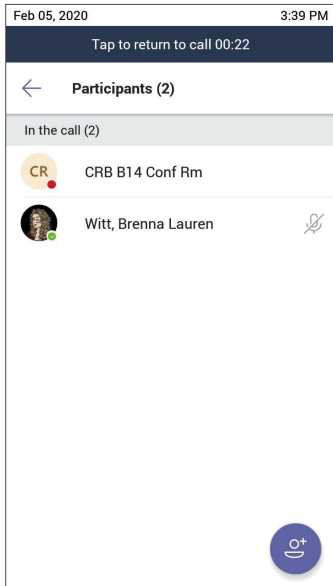 Feb 05, 2020 3:39 PM
Tap to return to call 00:22
Participants (2)
In the call (2)
CR CRB B14 Conf Rm
Witt, Brenna Lauren